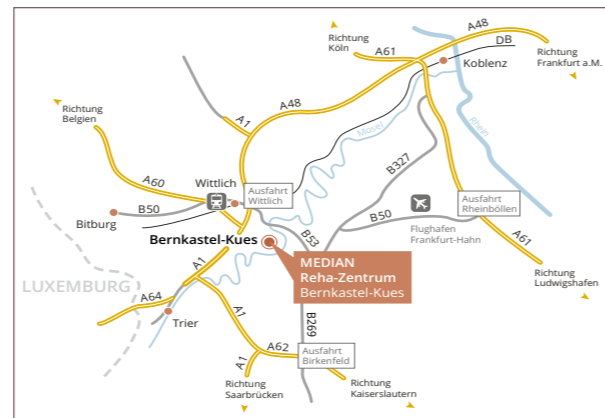 Richtung
Köln
A61
A48
DB
Koblenz
Richtung
Frankfurt a.M.
Richtung
Belgien
A1
A48
Mosel
Rhein
B327
A60
Wittlich
Ausfahrt
Wittlich
B50
Bitburg
B50
Ausfahrt
Rheinböllen
Flughafen
Frankfurt-Hahn
A61
Bernkastel-Kues
B53
MEDIAN
Reha-Zentrum
Bernkastel-Kues
Richtung
Ludwigshafen
LUXEMBURG
A64
A1
Trier
A1
B269
A62
Ausfahrt
Birkenfeld
A1
Richtung
Saarbrücken
Richtung
Kaiserslautern